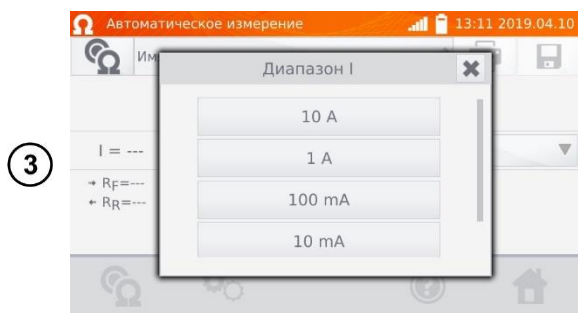 Автоматическое измерение 13:11 2019.04.10
Им
Диапазон I
10 A
1 A
100 mA
10 mA
3
I = ---
→ RF=---
← RR=---